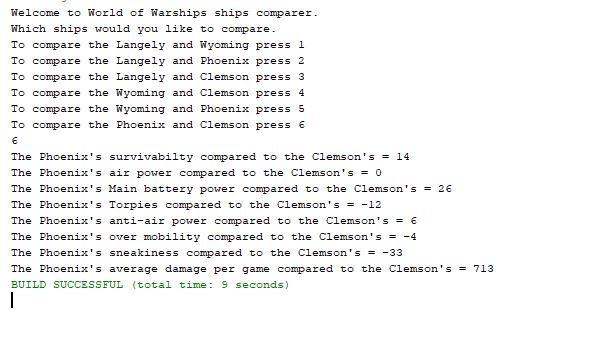 Welcome to World of Warships ships comparer.
Which ships would you like to compare.
To compare the Langely and Wyoming press 1
To compare the Langely and Phoenix press 2
To compare the Langely and Clemson press 3
To compare the Wyoming and Clemson press 4
To compare the Wyoming and Phoenix press 5
To compare the Phoenix and Clemson press 6
6
The Phoenix's survivabilty compared to the Clemson's = 14
The Phoenix's air power compared to the Clemson's = 0
The Phoenix's Main battery power compared to the Clemson's = 26
The Phoenix's Torpies compared to the Clemson's = -12
The Phoenix's anti-air power compared to the Clemson's = 6
The Phoenix's over mobility compared to the Clemson's = -4
The Phoenix's sneakiness compared to the Clemson's = -33
The Phoenix's average damage per game compared to the Clemson's = 713
BUILD SUCCESSFUL (total time: 9 seconds)